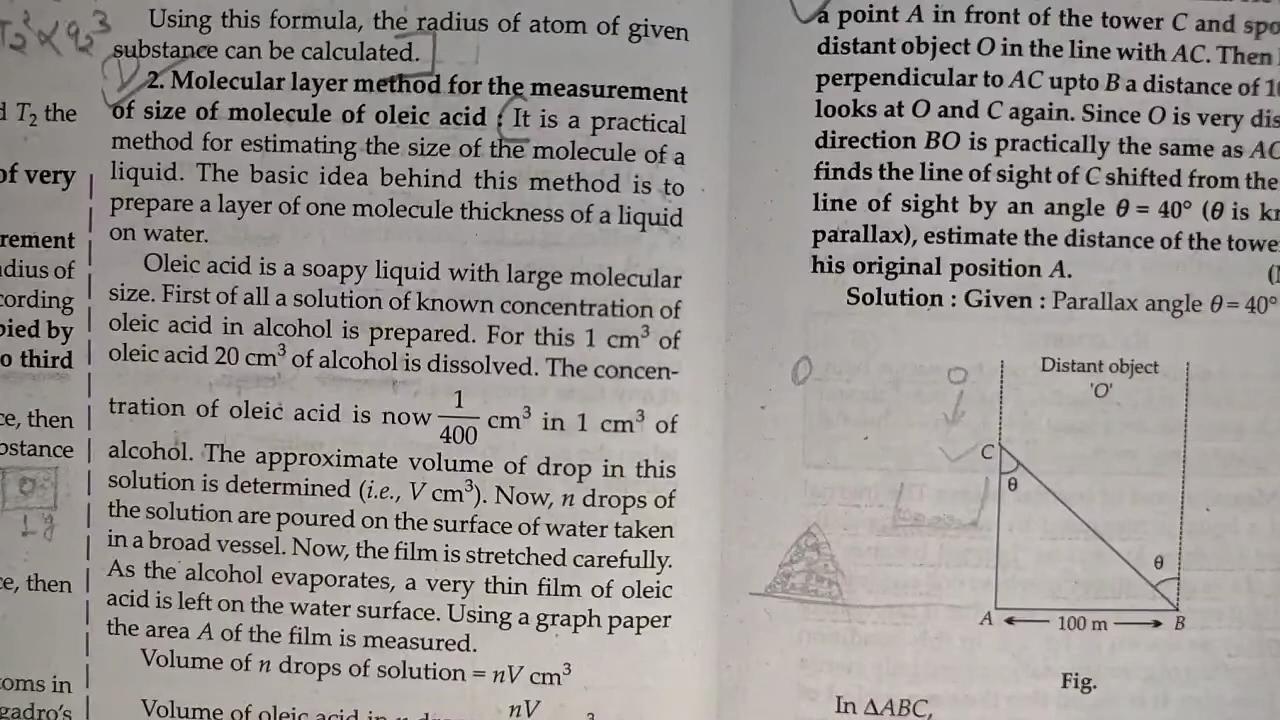 T₂² ∝ a₂³
d T₂ the
of very
rement
dius of
cording
pied by
o third
ce, then
bstance
ce, then
oms in
gadro's
Using this formula, the radius of atom of given
substance can be calculated.
2. Molecular layer method for the measurement
of size of molecule of oleic acid : It is a practical
method for estimating the size of the molecule of a
liquid. The basic idea behind this method is to
prepare a layer of one molecule thickness of a liquid
on water.
Oleic acid is a soapy liquid with large molecular
size. First of all a solution of known concentration of
oleic acid in alcohol is prepared. For this 1 cm³ of
oleic acid 20 cm³ of alcohol is dissolved. The concen-
tration of oleic acid is now 1/400 cm³ in 1 cm³ of
alcohol. The approximate volume of drop in this
solution is determined (i.e., V cm³). Now, n drops of
the solution are poured on the surface of water taken
in a broad vessel. Now, the film is stretched carefully.
As the alcohol evaporates, a very thin film of oleic
acid is left on the water surface. Using a graph paper
the area A of the film is measured.
Volume of n drops of solution = nV cm³
Volume of oleic acid in n nV
a point A in front of the tower C and spo
distant object O in the line with AC. Then
perpendicular to AC upto B a distance of 1
looks at O and C again. Since O is very dis
direction BO is practically the same as AC
finds the line of sight of C shifted from the
line of sight by an angle θ = 40° (θ is kn
parallax), estimate the distance of the towe
his original position A.
Solution : Given : Parallax angle θ = 40°
Distant object
'O'
O
O
C
θ
θ
A 100 m B
Fig.
In ΔABC,